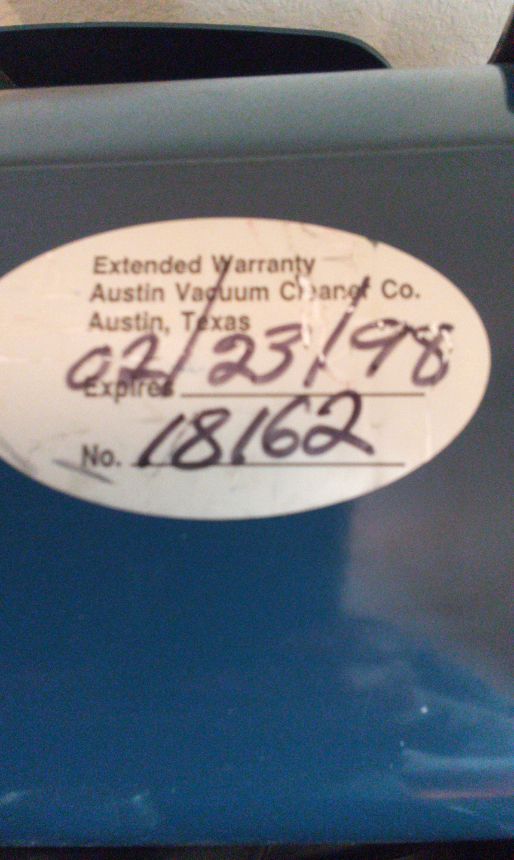 Extended Warranty
Austin Vacuum Cleaner Co.
Austin, Texas
02/23/98
Expires
No. 18162